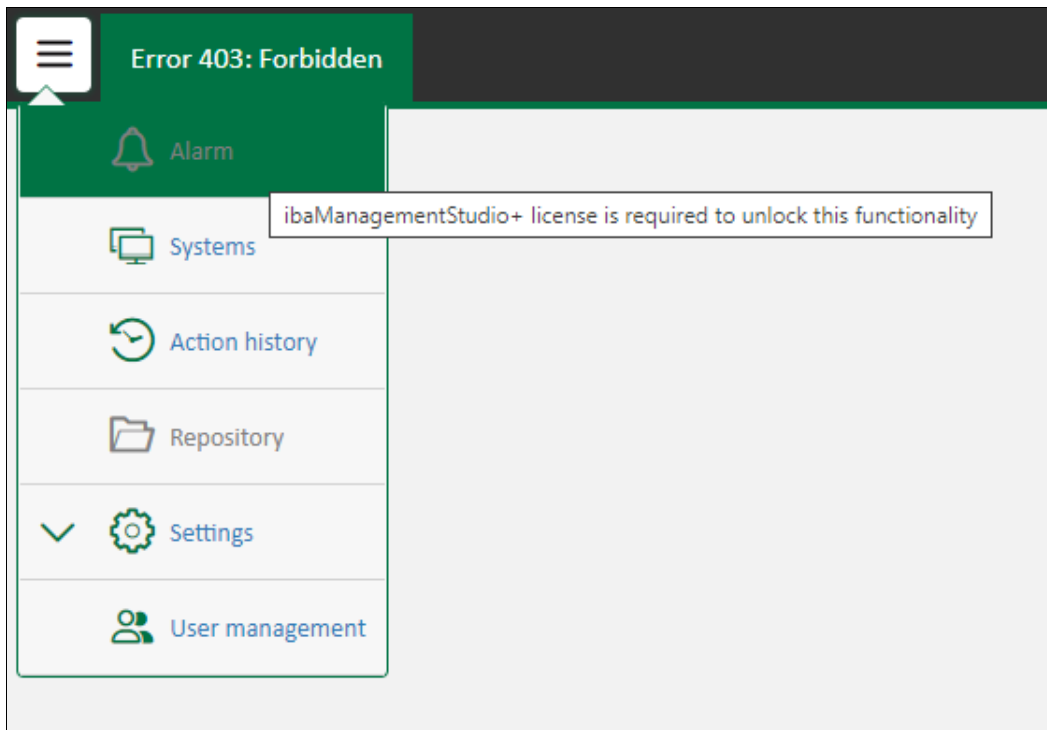 Error 403: Forbidden
Alarm
ibaManagementStudio+ license is required to unlock this functionality
Systems
Action history
Repository
Settings
User management